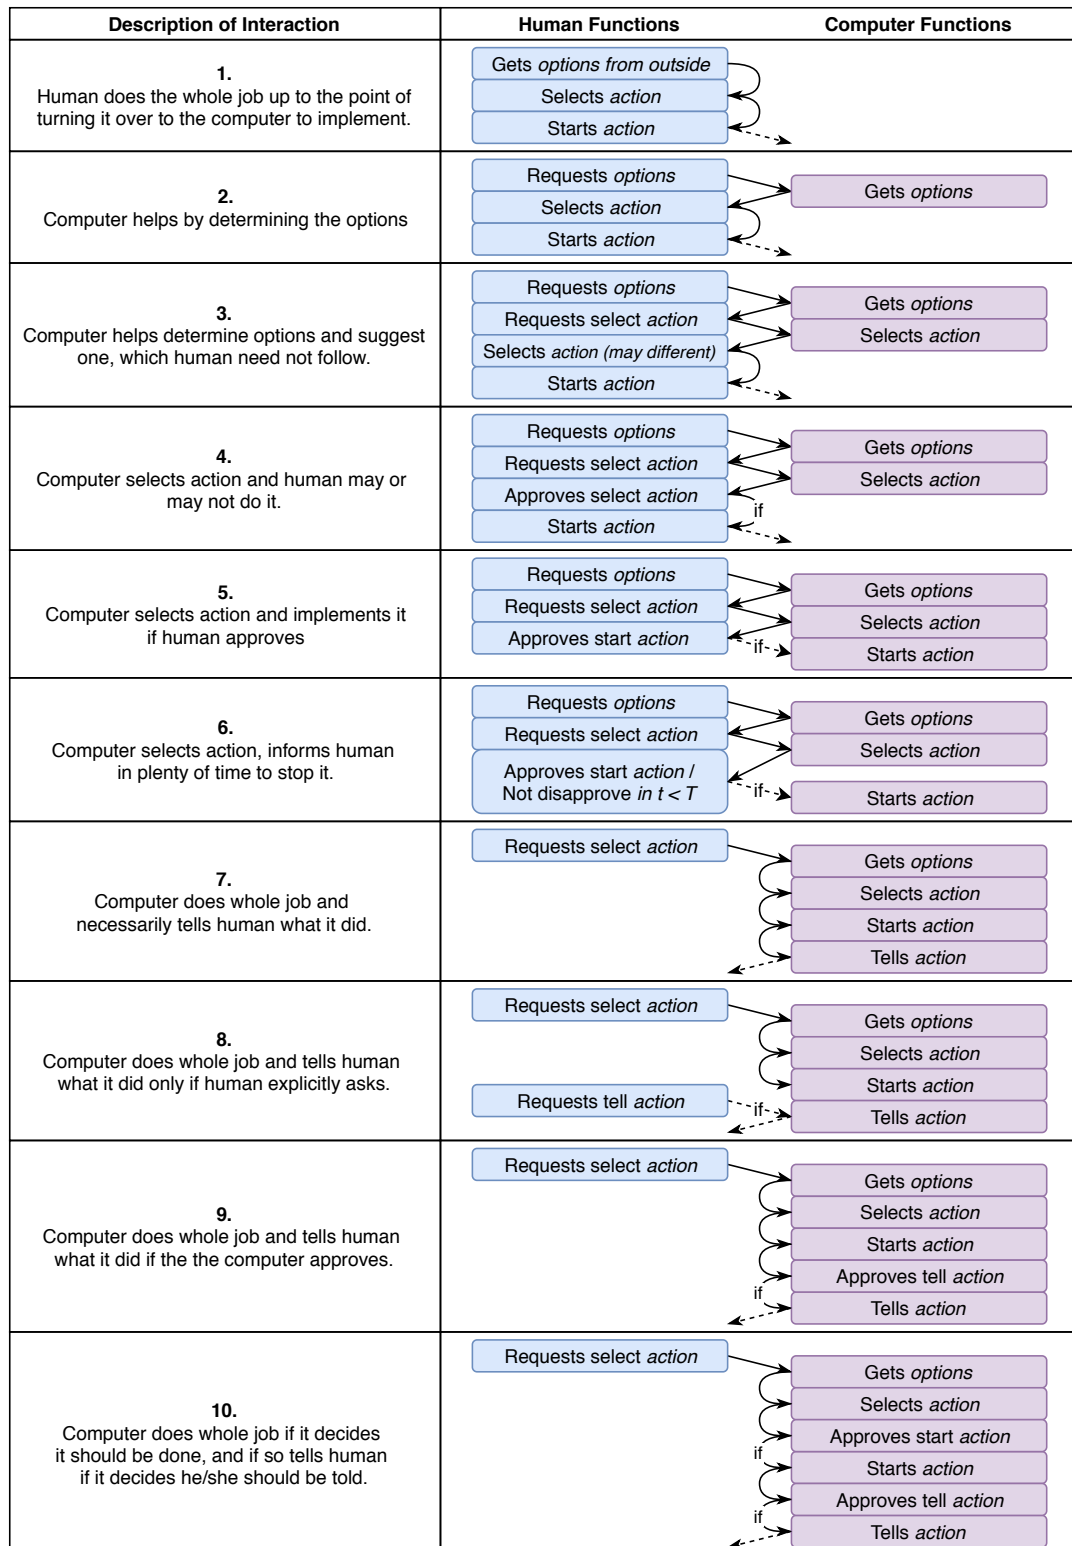 Description of Interaction
Human Functions
Computer Functions
1.
Human does the whole job up to the point of
turning it over to the computer to implement.
Gets options from outside
Selects action
Starts action
2.
Computer helps by determining the options
Requests options
Selects action
Starts action
Gets options
3.
Computer helps determine options and suggest
one, which human need not follow.
Requests options
Requests select action
Selects action (may different)
Starts action
Gets options
Selects action
4.
Computer selects action and human may or
may not do it.
Requests options
Requests select action
Approves select action
if
Starts action
Gets options
Selects action
5.
Computer selects action and implements it
if human approves
Requests options
Requests select action
Approves start action
if
Gets options
Selects action
Starts action
6.
Computer selects action, informs human
in plenty of time to stop it.
Requests options
Requests select action
Approves start action /
Not disapprove in t < T
if
Gets options
Selects action
Starts action
7.
Computer does whole job and
necessarily tells human what it did.
Requests select action
Gets options
Selects action
Starts action
Tells action
8.
Computer does whole job and tells human
what it did only if human explicitly asks.
Requests select action
Requests tell action
if
Gets options
Selects action
Starts action
Tells action
9.
Computer does whole job and tells human
what it did if the the computer approves.
Requests select action
Gets options
Selects action
Starts action
Approves tell action
if
Tells action
10.
Computer does whole job if it decides
it should be done, and if so tells human
if it decides he/she should be told.
Requests select action
Gets options
Selects action
Approves start action
if
Starts action
Approves tell action
if
Tells action